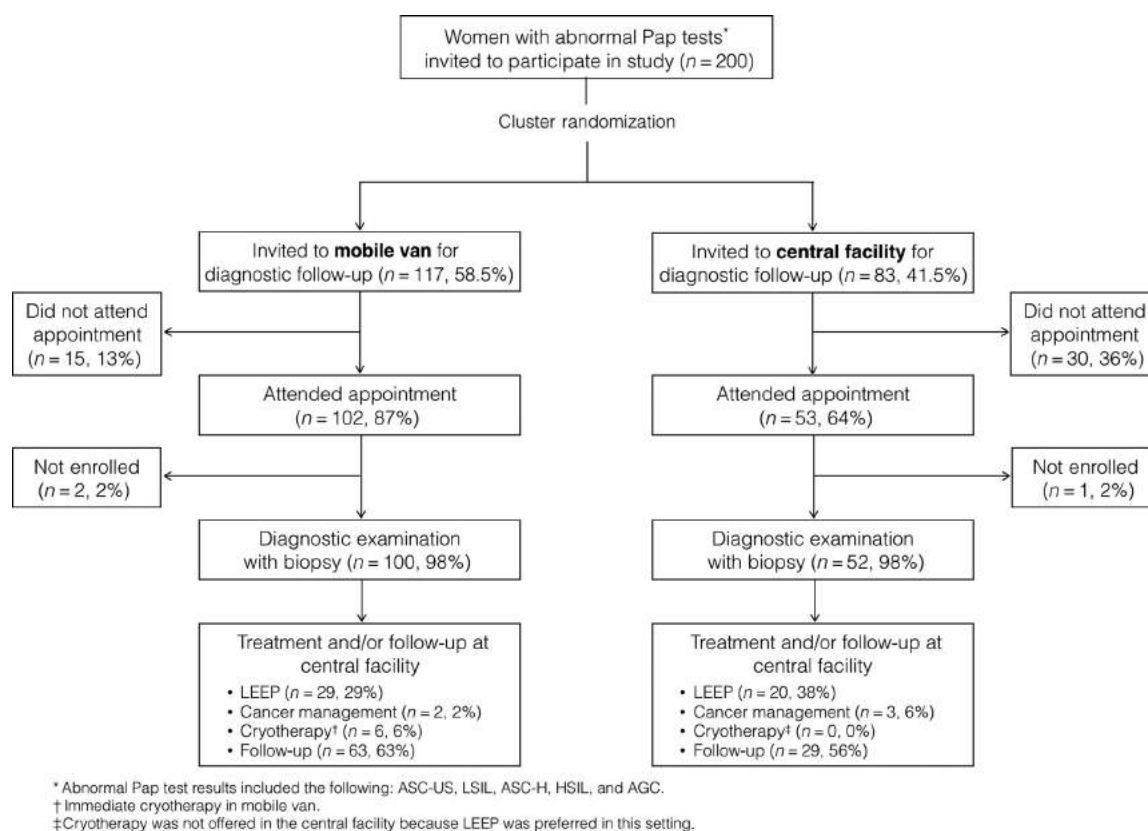 Women with abnormal Pap tests*
invited to participate in study (n = 200)
Cluster randomization
Invited to mobile van for
diagnostic follow-up (n = 117, 58.5%)
Invited to central facility for
diagnostic follow-up (n = 83, 41.5%)
Did not attend
appointment
(n = 15, 13%)
Did not attend
appointment
(n = 30, 36%)
Attended appointment
(n = 102, 87%)
Attended appointment
(n = 53, 64%)
Not enrolled
(n = 2, 2%)
Not enrolled
(n = 1, 2%)
Diagnostic examination
with biopsy (n = 100, 98%)
Diagnostic examination
with biopsy (n = 52, 98%)
Treatment and/or follow-up at
central facility
• LEEP (n = 29, 29%)
• Cancer management (n = 2, 2%)
• Cryotherapy† (n = 6, 6%)
• Follow-up (n = 63, 63%)
Treatment and/or follow-up at
central facility
• LEEP (n = 20, 38%)
• Cancer management (n = 3, 6%)
• Cryotherapy‡ (n = 0, 0%)
• Follow-up (n = 29, 56%)
* Abnormal Pap test results included the following: ASC-US, LSIL, ASC-H, HSIL, and AGC.
† Immediate cryotherapy in mobile van.
‡Cryotherapy was not offered in the central facility because LEEP was preferred in this setting.